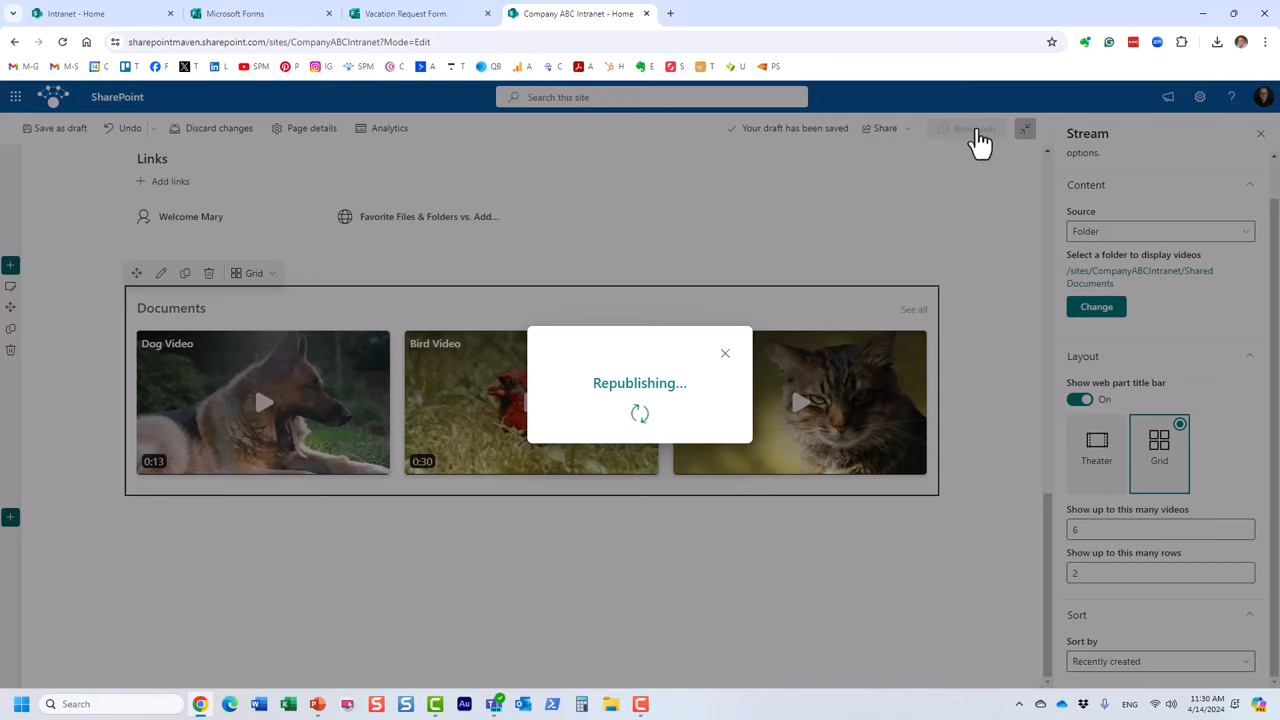 Intranet - Home
Microsoft Forms
Vacation Request Form
Company ABC Intranet - Home
sharepointmaven.sharepoint.com/sites/CompanyABCIntranet?Mode=Edit
M-G
M-S
C
T
F
T
L
SPM
P
IG
SPM
C
A
T
QB
A
C
A
H
E
S
T
U
PS
SharePoint
Search this site
Save as draft
Undo
Discard changes
Page details
Analytics
Your draft has been saved
Share
Links
Add links
Welcome Mary
Favorite Files & Folders vs. Add...
Grid
Documents
See all
Dog Video
0:13
Bird Video
0:30
Republishing...
Stream
options.
Content
Source
Folder
Select a folder to display videos
/sites/CompanyABCIntranet/Shared
Documents
Change
Layout
Show web part title bar
On
Theater
Grid
Show up to this many videos
6
Show up to this many rows
2
Sort
Sort by
Recently created
Search
ENG
11:30 AM
4/14/2024